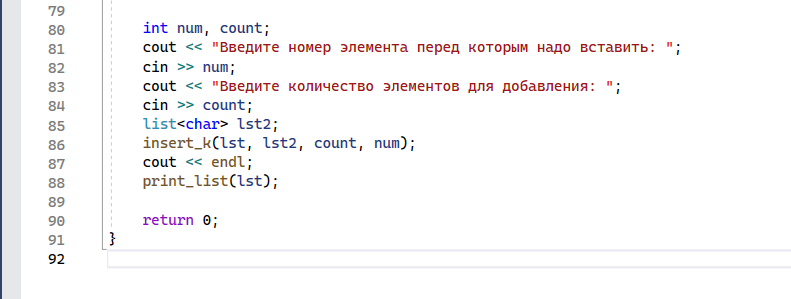 79
80 int num, count;
81 cout << "Введите номер элемента перед которым надо вставить: ";
82 cin >> num;
83 cout << "Введите количество элементов для добавления: ";
84 cin >> count;
85 list<char> lst2;
86 insert_k(lst, lst2, count, num);
87 cout << endl;
88 print_list(lst);
89
90 return 0;
91 }
92